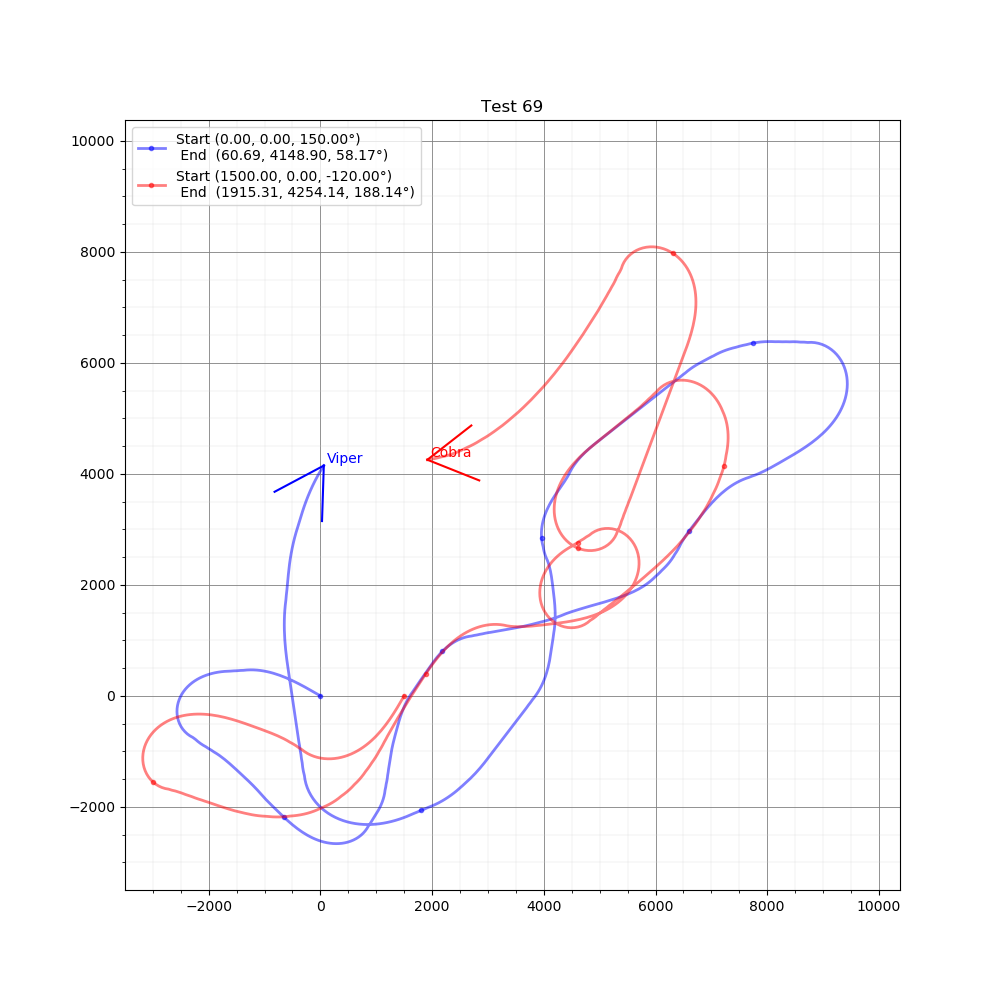 Test 69
Start (0.00, 0.00, 150.00°)
End (60.69, 4148.90, 58.17°)
Start (1500.00, 0.00, -120.00°)
End (1915.31, 4254.14, 188.14°)
10000
8000
6000
4000
2000
0
−2000
Viper
Cobra
−2000
0
2000
4000
6000
8000
10000